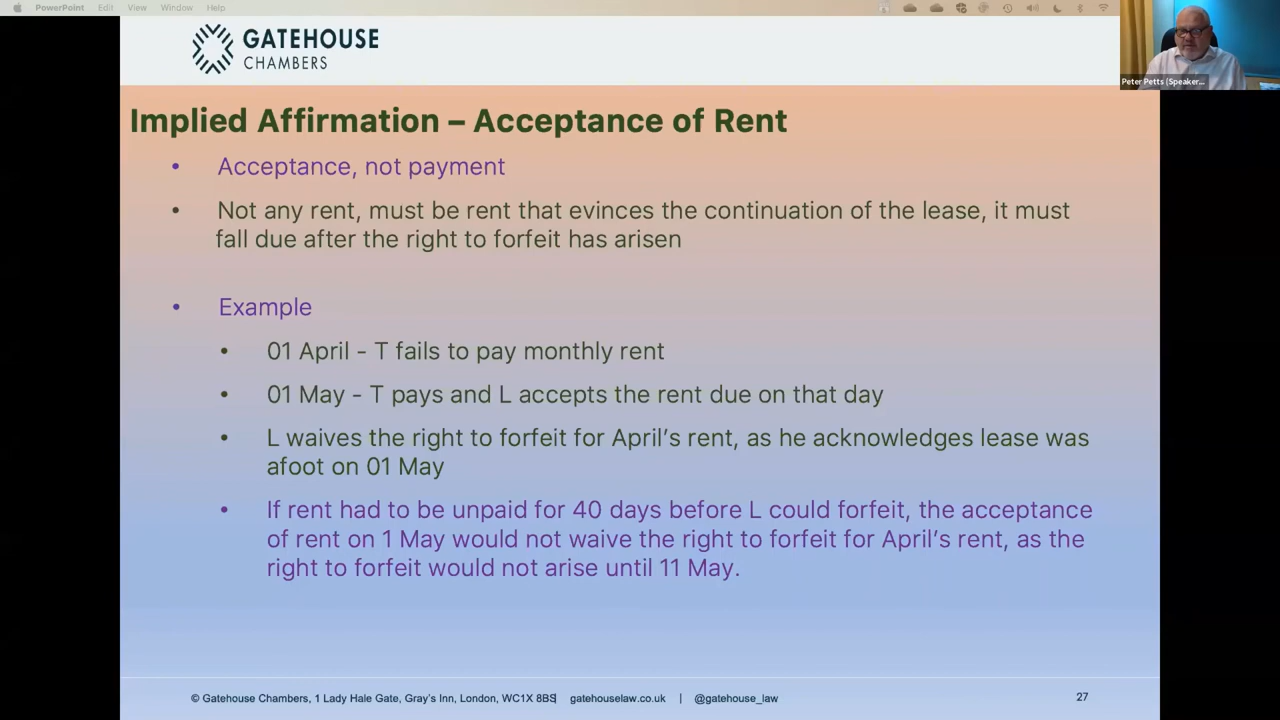 PowerPoint Edit View Window Help
GATEHOUSE
CHAMBERS
Peter Petts (Speaker...
Implied Affirmation – Acceptance of Rent
• Acceptance, not payment
• Not any rent, must be rent that evinces the continuation of the lease, it must
fall due after the right to forfeit has arisen
• Example
• 01 April - T fails to pay monthly rent
• 01 May - T pays and L accepts the rent due on that day
• L waives the right to forfeit for April's rent, as he acknowledges lease was
afoot on 01 May
• If rent had to be unpaid for 40 days before L could forfeit, the acceptance
of rent on 1 May would not waive the right to forfeit for April's rent, as the
right to forfeit would not arise until 11 May.
© Gatehouse Chambers, 1 Lady Hale Gate, Gray's Inn, London, WC1X 8BS| gatehouselaw.co.uk | @gatehouse_law 27